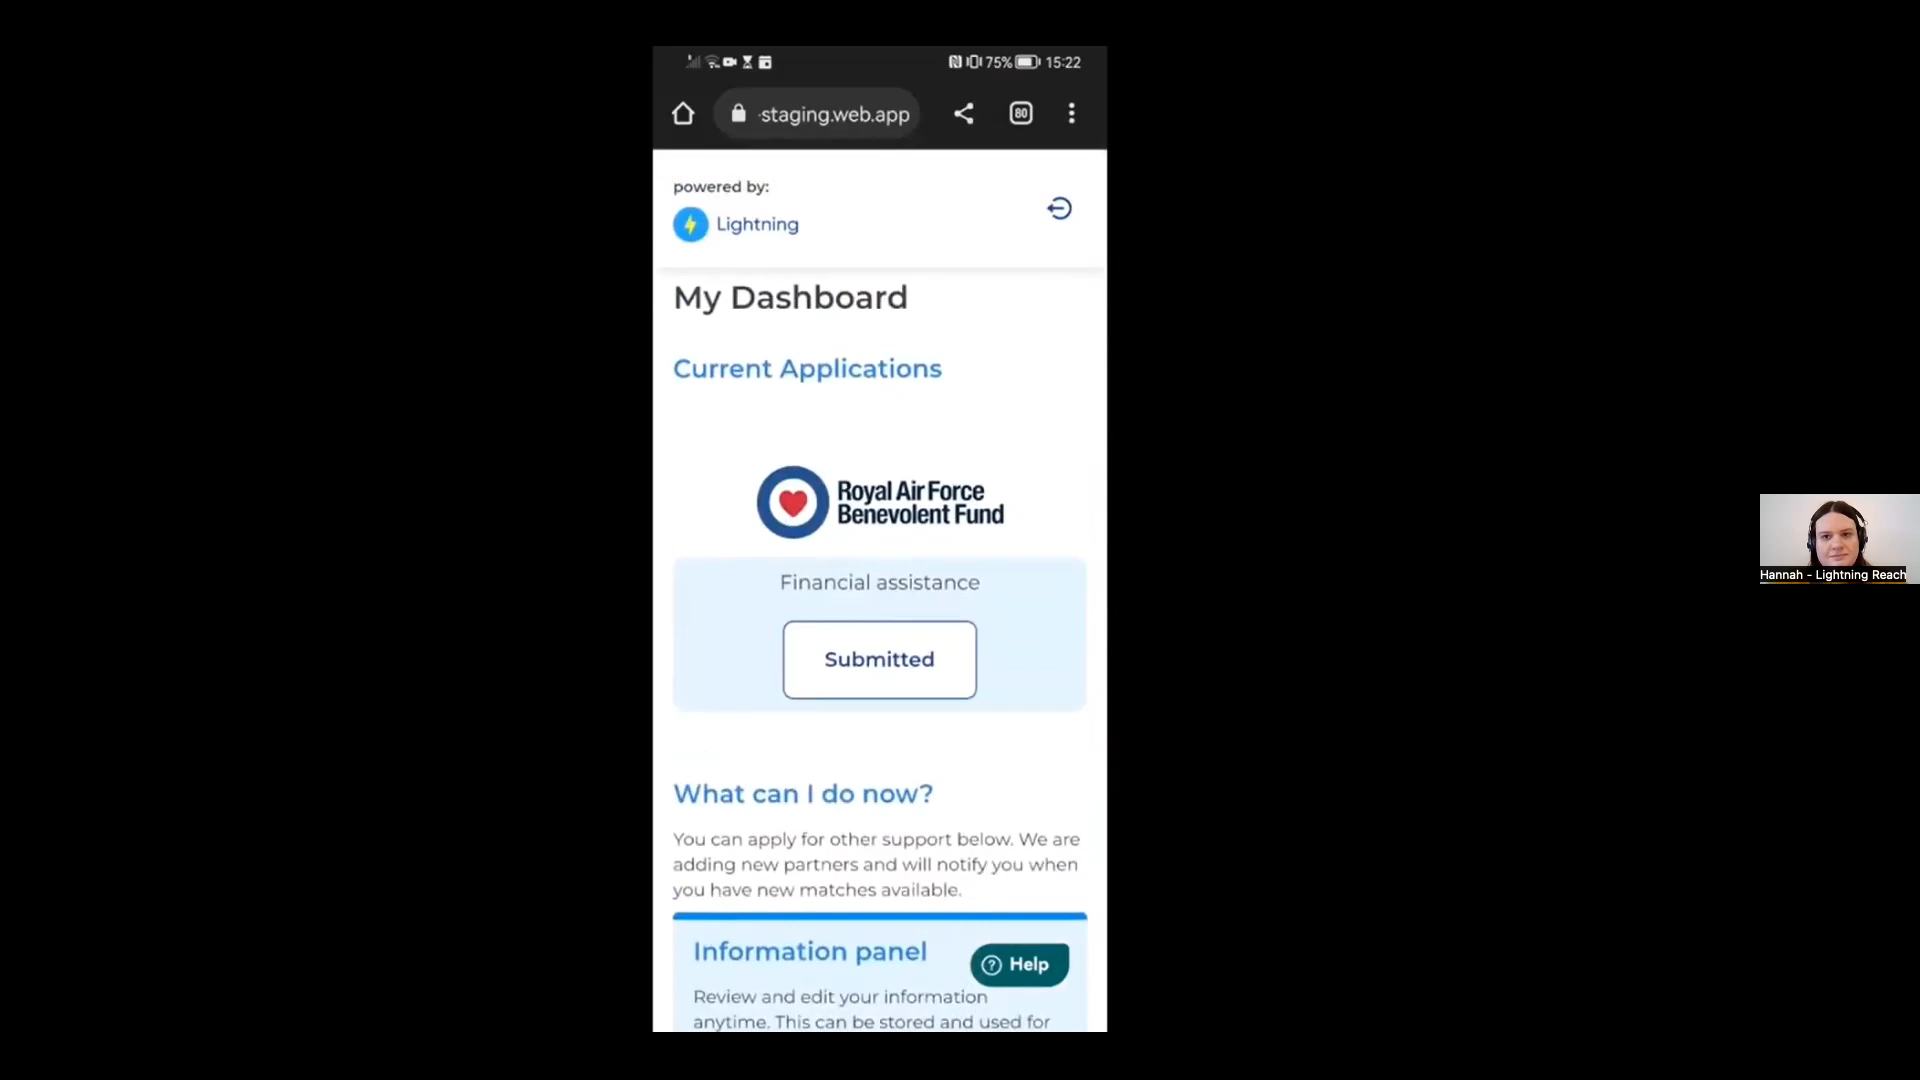 75% 15:22
-staging.web.app
80
powered by:
Lightning
My Dashboard
Current Applications
Royal Air Force
Benevolent Fund
Financial assistance
Submitted
What can I do now?
You can apply for other support below. We are
adding new partners and will notify you when
you have new matches available.
Information panel
Help
Review and edit your information
anytime. This can be stored and used for
Hannah - Lightning Reach